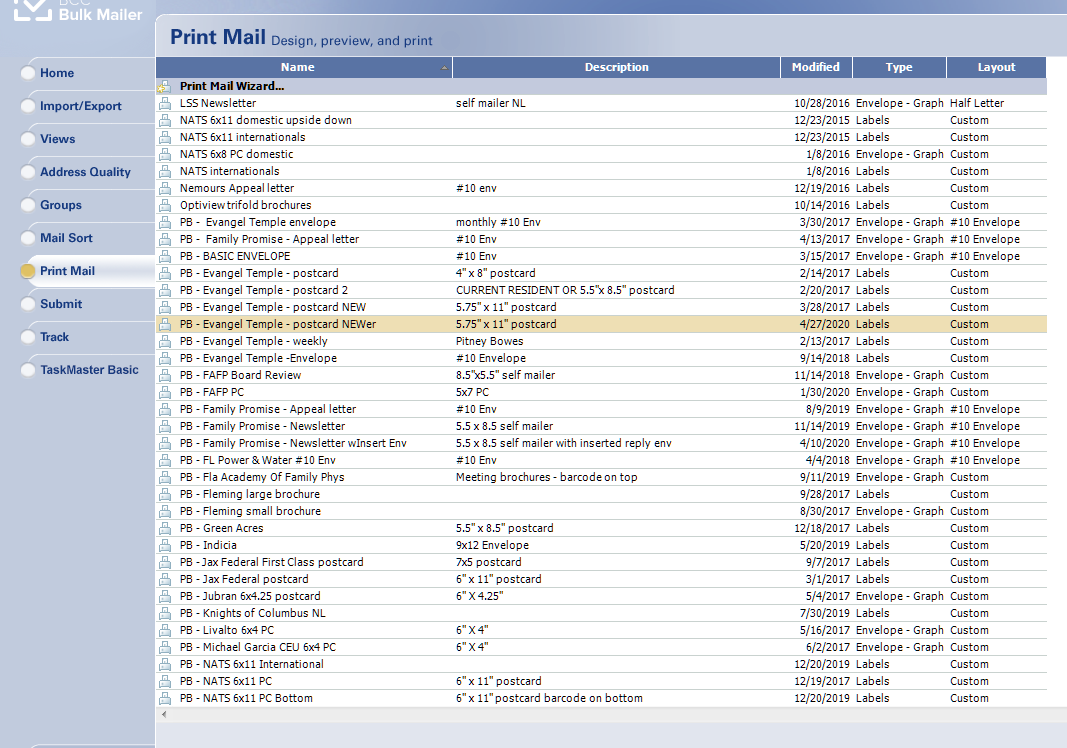 BCC
Bulk Mailer
Print Mail Design, preview, and print
Home
Import/Export
Views
Address Quality
Groups
Mail Sort
Print Mail
Submit
Track
TaskMaster Basic
Name Description Modified Type Layout
Print Mail Wizard...
LSS Newsletter self mailer NL 10/28/2016 Envelope - Graph Half Letter
NATS 6x11 domestic upside down 12/23/2015 Labels Custom
NATS 6x11 internationals 12/23/2015 Labels Custom
NATS 6x8 PC domestic 1/8/2016 Envelope - Graph Custom
NATS internationals 1/8/2016 Labels Custom
Nemours Appeal letter #10 env 12/19/2016 Labels Custom
Optiview trifold brochures 10/14/2016 Labels Custom
PB - Evangel Temple envelope monthly #10 Env 3/30/2017 Envelope - Graph #10 Envelope
PB - Family Promise - Appeal letter #10 Env 4/13/2017 Envelope - Graph #10 Envelope
PB - BASIC ENVELOPE #10 Env 3/15/2017 Envelope - Graph #10 Envelope
PB - Evangel Temple - postcard 4" x 8" postcard 2/14/2017 Labels Custom
PB - Evangel Temple - postcard 2 CURRENT RESIDENT OR 5.5"x 8.5" postcard 2/20/2017 Labels Custom
PB - Evangel Temple - postcard NEW 5.75" x 11" postcard 3/28/2017 Labels Custom
PB - Evangel Temple - postcard NEWer 5.75" x 11" postcard 4/27/2020 Labels Custom
PB - Evangel Temple - weekly Pitney Bowes 2/13/2017 Labels Custom
PB - Evangel Temple -Envelope #10 Envelope 9/14/2018 Labels Custom
PB - FAFP Board Review 8.5"x5.5" self mailer 11/14/2018 Envelope - Graph Custom
PB - FAFP PC 5x7 PC 1/30/2020 Envelope - Graph Custom
PB - Family Promise - Appeal letter #10 Env 8/9/2019 Envelope - Graph #10 Envelope
PB - Family Promise - Newsletter 5.5 x 8.5 self mailer 11/14/2019 Envelope - Graph #10 Envelope
PB - Family Promise - Newsletter wInsert Env 5.5 x 8.5 self mailer with inserted reply env 4/10/2020 Envelope - Graph #10 Envelope
PB - FL Power & Water #10 Env #10 Env 4/4/2018 Envelope - Graph #10 Envelope
PB - Fla Academy Of Family Phys Meeting brochures - barcode on top 9/11/2019 Envelope - Graph Custom
PB - Fleming large brochure 9/28/2017 Labels Custom
PB - Fleming small brochure 8/30/2017 Envelope - Graph Custom
PB - Green Acres 5.5" x 8.5" postcard 12/18/2017 Labels Custom
PB - Indicia 9x12 Envelope 5/20/2019 Labels Custom
PB - Jax Federal First Class postcard 7x5 postcard 9/7/2017 Labels Custom
PB - Jax Federal postcard 6" x 11" postcard 3/1/2017 Labels Custom
PB - Jubran 6x4.25 postcard 6" X 4.25" 5/4/2017 Envelope - Graph Custom
PB - Knights of Columbus NL 7/30/2019 Labels Custom
PB - Livalto 6x4 PC 6" X 4" 5/16/2017 Envelope - Graph Custom
PB - Michael Garcia CEU 6x4 PC 6" X 4" 6/2/2017 Envelope - Graph Custom
PB - NATS 6x11 International 12/20/2019 Labels Custom
PB - NATS 6x11 PC 6" x 11" postcard 12/19/2017 Labels Custom
PB - NATS 6x11 PC Bottom 6" x 11" postcard barcode on bottom 12/20/2019 Labels Custom